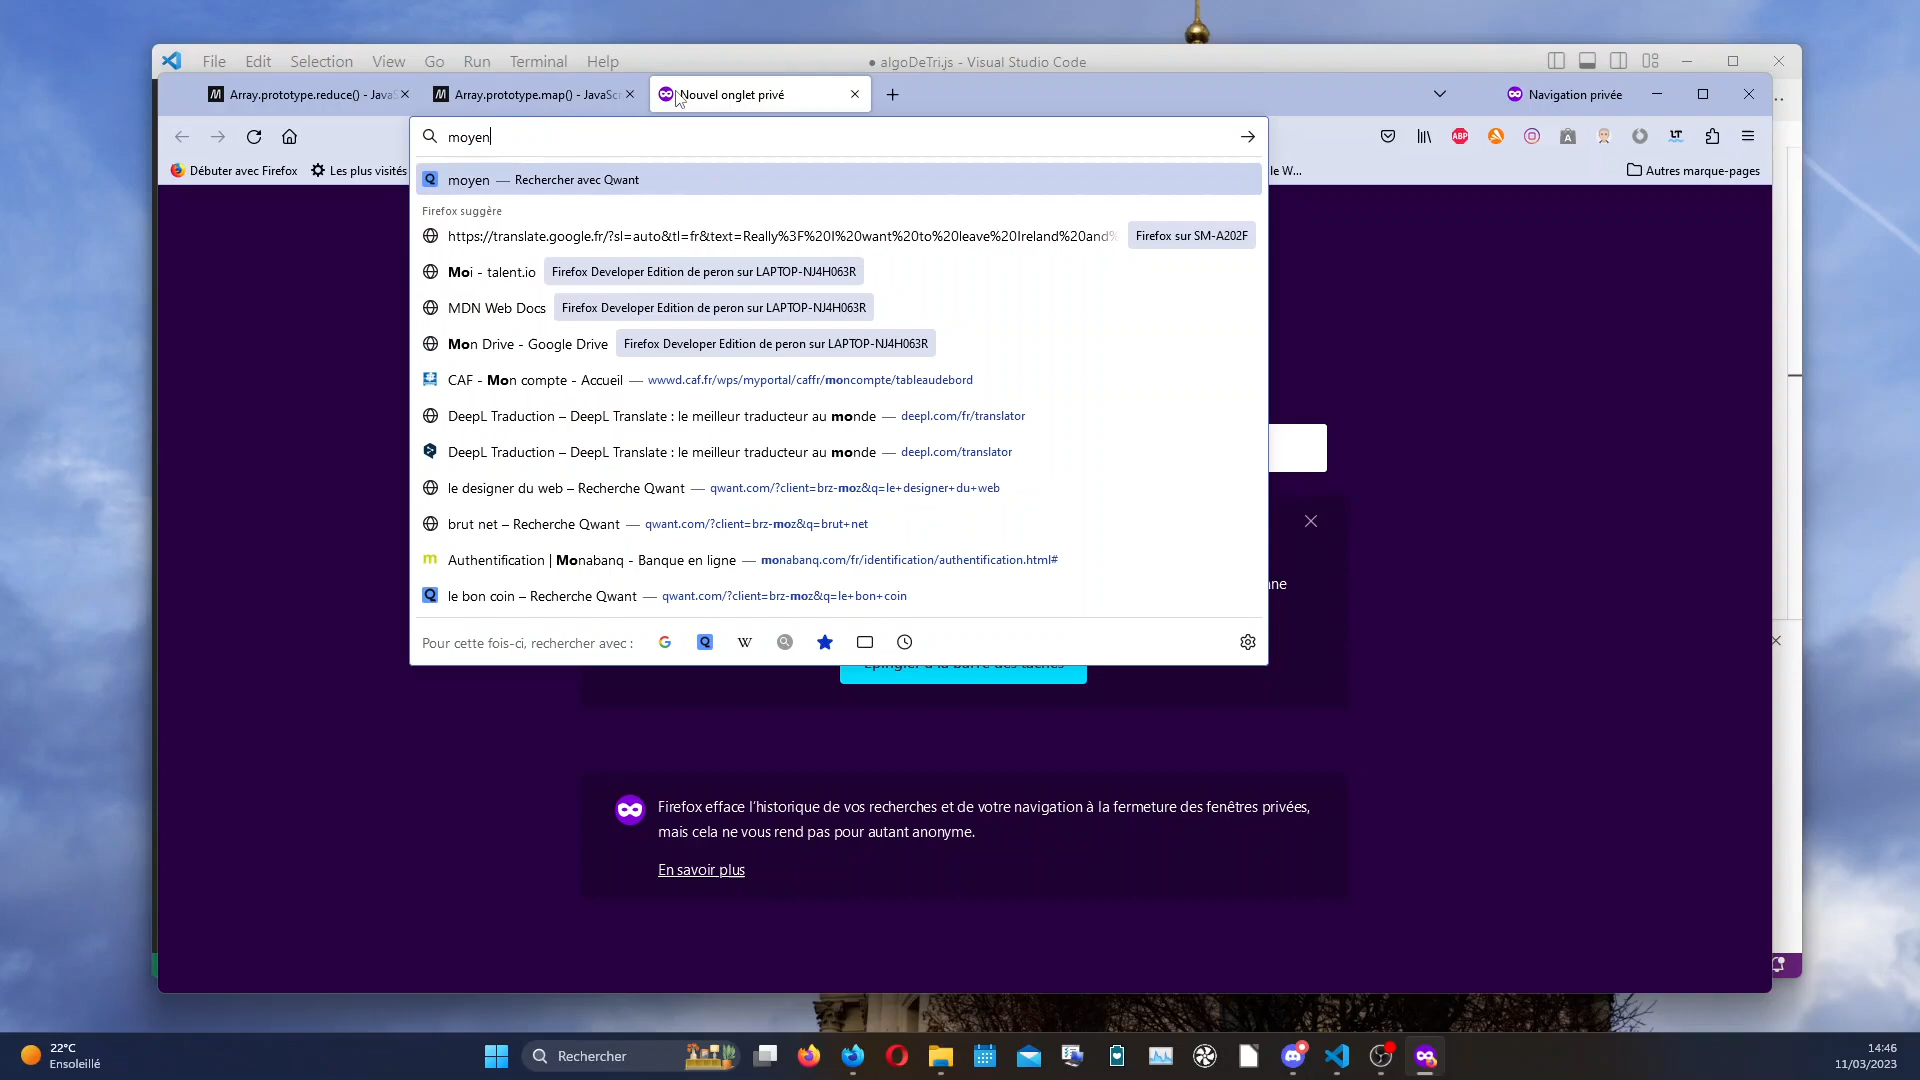 File Edit Selection View Go Run Terminal Help
● algoDeTri.js - Visual Studio Code
Array.prototype.reduce() - JavaS
Array.prototype.map() - JavaScr
Nouvel onglet privé
Navigation privée
moyen
ABP
LT
Débuter avec Firefox
Les plus visités
le W...
Autres marque-pages
moyen — Rechercher avec Qwant
Firefox suggère
https://translate.google.fr/?sl=auto&tl=fr&text=Really%3F%20I%20want%20to%20leave%20Ireland%20and%
Firefox sur SM-A202F
Moi - talent.io Firefox Developer Edition de peron sur LAPTOP-NJ4H063R
MDN Web Docs Firefox Developer Edition de peron sur LAPTOP-NJ4H063R
Mon Drive - Google Drive Firefox Developer Edition de peron sur LAPTOP-NJ4H063R
CAF - Mon compte - Accueil — wwwd.caf.fr/wps/myportal/caffr/moncompte/tableaudebord
DeepL Traduction – DeepL Translate : le meilleur traducteur au monde — deepl.com/fr/translator
DeepL Traduction – DeepL Translate : le meilleur traducteur au monde — deepl.com/translator
le designer du web – Recherche Qwant — qwant.com/?client=brz-moz&q=le+designer+du+web
brut net – Recherche Qwant — qwant.com/?client=brz-moz&q=brut+net
Authentification | Monabanq - Banque en ligne — monabanq.com/fr/identification/authentification.html#
le bon coin – Recherche Qwant — qwant.com/?client=brz-moz&q=le+bon+coin
nne
Pour cette fois-ci, rechercher avec :
Épingler à la barre des tâches
Firefox efface l’historique de vos recherches et de votre navigation à la fermeture des fenêtres privées,
mais cela ne vous rend pas pour autant anonyme.
En savoir plus
22°C
Ensoleillé
Rechercher
14:46
11/03/2023